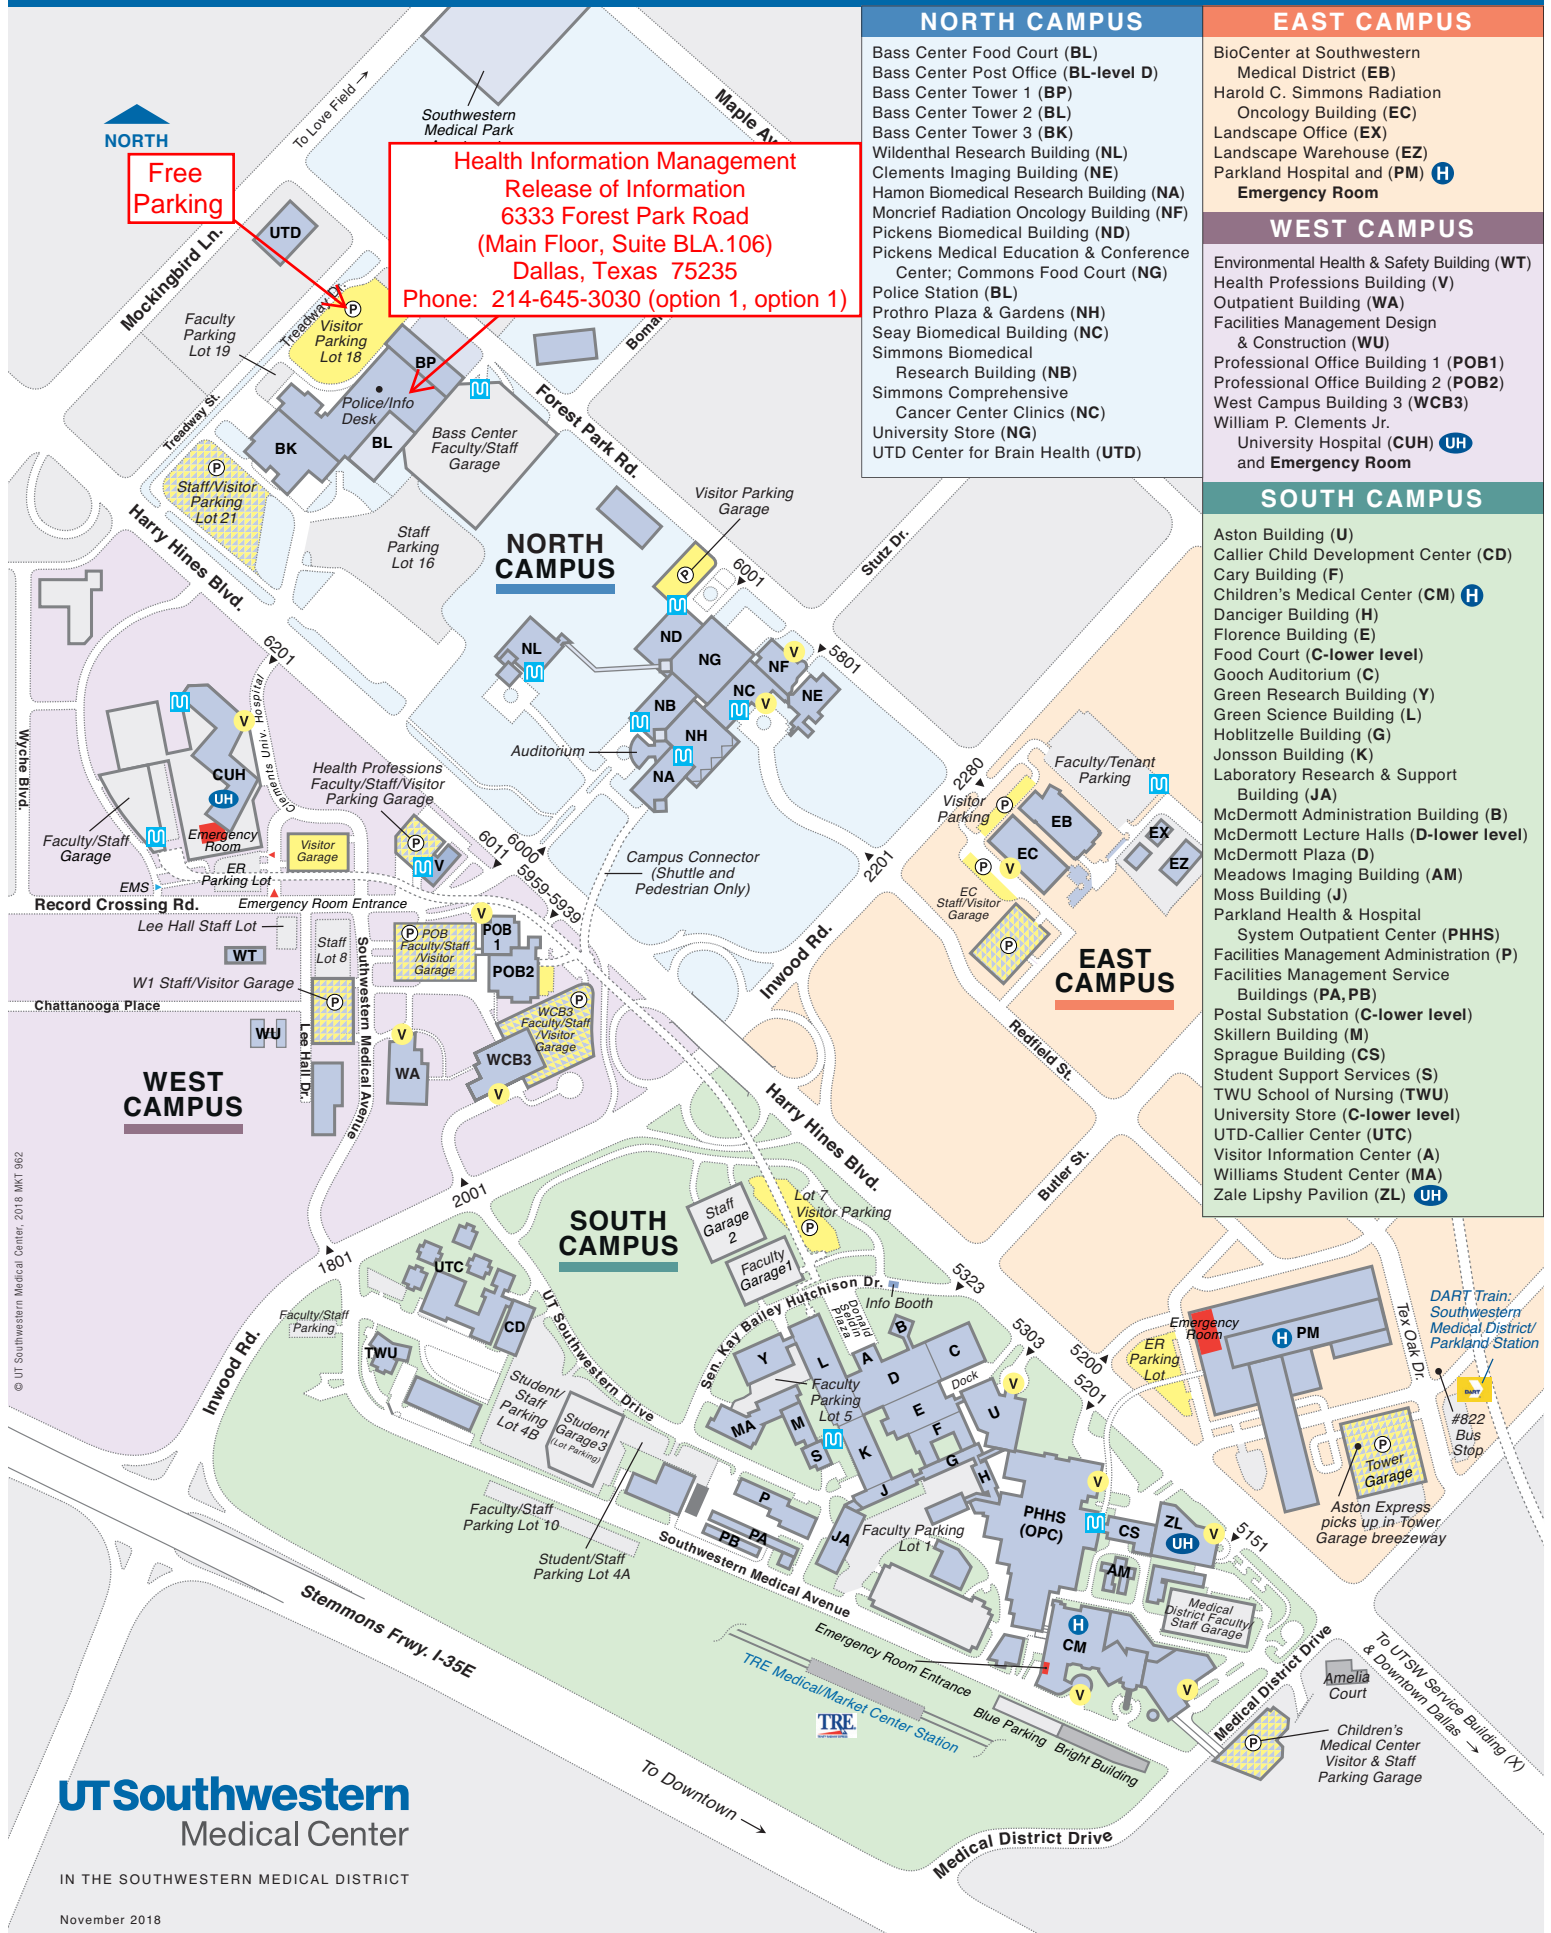 NORTH CAMPUS
Bass Center Food Court (BL)
Bass Center Post Office (BL-level D)
Bass Center Tower 1 (BP)
Bass Center Tower 2 (BL)
Bass Center Tower 3 (BK)
Wildenthal Research Building (NL)
Clements Imaging Building (NE)
Hamon Biomedical Research Building (NA)
Moncrief Radiation Oncology Building (NF)
Pickens Biomedical Building (ND)
Pickens Medical Education & Conference
Center; Commons Food Court (NG)
Police Station (BL)
Prothro Plaza & Gardens (NH)
Seay Biomedical Building (NC)
Simmons Biomedical
Research Building (NB)
Simmons Comprehensive
Cancer Center Clinics (NC)
University Store (NG)
UTD Center for Brain Health (UTD)
EAST CAMPUS
BioCenter at Southwestern
Medical District (EB)
Harold C. Simmons Radiation
Oncology Building (EC)
Landscape Office (EX)
Landscape Warehouse (EZ)
Parkland Hospital and (PM) H
Emergency Room
WEST CAMPUS
Environmental Health & Safety Building (WT)
Health Professions Building (V)
Outpatient Building (WA)
Facilities Management Design
& Construction (WU)
Professional Office Building 1 (POB1)
Professional Office Building 2 (POB2)
West Campus Building 3 (WCB3)
William P. Clements Jr.
University Hospital (CUH) UH
and Emergency Room
SOUTH CAMPUS
Aston Building (U)
Callier Child Development Center (CD)
Cary Building (F)
Children's Medical Center (CM) H
Danciger Building (H)
Florence Building (E)
Food Court (C-lower level)
Gooch Auditorium (C)
Green Research Building (Y)
Green Science Building (L)
Hoblitzelle Building (G)
Jonsson Building (K)
Laboratory Research & Support
Building (JA)
McDermott Administration Building (B)
McDermott Lecture Halls (D-lower level)
McDermott Plaza (D)
Meadows Imaging Building (AM)
Moss Building (J)
Parkland Health & Hospital
System Outpatient Center (PHHS)
Facilities Management Administration (P)
Facilities Management Service
Buildings (PA, PB)
Postal Substation (C-lower level)
Skillern Building (M)
Sprague Building (CS)
Student Support Services (S)
TWU School of Nursing (TWU)
University Store (C-lower level)
UTD-Callier Center (UTC)
Visitor Information Center (A)
Williams Student Center (MA)
Zale Lipshy Pavilion (ZL) UH
NORTH
To Love Field
Southwestern
Medical Park
Maple Av
Free
Parking
Health Information Management
Release of Information
6333 Forest Park Road
(Main Floor, Suite BLA.106)
Dallas, Texas 75235
Phone: 214-645-3030 (option 1, option 1)
Mockingbird Ln.
UTD
Treadway D
P
Visitor
Parking
Lot 18
Faculty
Parking
Lot 19
Treadway St.
BP
Police/Info
Desk
BL
BK
Bass Center
Faculty/Staff
Garage
Boma
Forest Park Rd.
P
Staff/Visitor
Parking
Lot 21
Staff
Parking
Lot 16
Harry Hines Blvd.
NORTH
CAMPUS
Visitor Parking
Garage
P
6001
Stutz Dr.
5801
ND
NG
NL
NF
V
NC
V
NE
NB
NH
NA
Auditorium
6201
Clements Univ. Hospital
V
CUH
UH
Emergency
Room
Wyche Blvd.
Faculty/Staff
Garage
EMS
ER
Parking Lot
Visitor
Garage
Emergency Room Entrance
Record Crossing Rd.
Health Professions
Faculty/Staff/Visitor
Parking Garage
P
V
6011
6000
5959-5939
Campus Connector
(Shuttle and
Pedestrian Only)
Lee Hall Staff Lot
WT
Staff
Lot 8
W1 Staff/Visitor Garage
P
Chattanooga Place
WU
Lee Hall Dr.
Southwestern Medical Avenue
V
P
POB
Faculty/Staff
/Visitor
Garage
POB
1
POB2
P
WCB3
Faculty/Staff
/Visitor
Garage
WCB3
V
V
WA
WEST
CAMPUS
2280
Visitor
Parking
P
Faculty/Tenant
Parking
EB
EC
P
V
EX
EZ
2201
EC
Staff/Visitor
Garage
P
EAST
CAMPUS
Inwood Rd.
Redfield St.
Harry Hines Blvd.
Butler St.
2001
1801
Inwood Rd.
SOUTH
CAMPUS
Staff
Garage
2
Faculty
Garage1
Lot 7
Visitor Parking
P
5323
Info Booth
Sen. Kay Bailey Hutchison Dr.
Donald
Seldin
Plaza
5303
5200
5201
UTC
CD
Faculty/Staff
Parking
TWU
UT Southwestern Drive
Student/
Staff
Parking
Lot 4B
Student
Garage3
(Lot Parking)
Y
L
A
B
C
D
Dock
E
F
U
V
Faculty
Parking
Lot 5
MA
M
S
K
G
H
J
JA
P
PA
PB
Faculty Parking
Lot 1
Faculty/Staff
Parking Lot 10
Student/Staff
Parking Lot 4A
Southwestern Medical Avenue
PHHS
(OPC)
V
CS
ZL
UH
V
5151
AM
Medical
District Faculty/
Staff Garage
H
CM
V
V
Emergency Room Entrance
Emergency
Room
ER
Parking
Lot
H PM
Tex Oak Dr.
DART Train:
Southwestern
Medical District/
Parkland Station
DART
#822
Bus
Stop
P
Tower
Garage
Aston Express
picks up in Tower
Garage breezeway
Stemmons Frwy. I-35E
TRE Medical/Market Center Station
TRE
Blue Parking
Bright Building
Medical District Drive
Amelia
Court
To UTSW Service Building (X)
& Downtown Dallas
P
Children's
Medical Center
Visitor & Staff
Parking Garage
To Downtown
Medical District Drive
© UT Southwestern Medical Center, 2018 MKT 962
UTSouthwestern
Medical Center
IN THE SOUTHWESTERN MEDICAL DISTRICT
November 2018